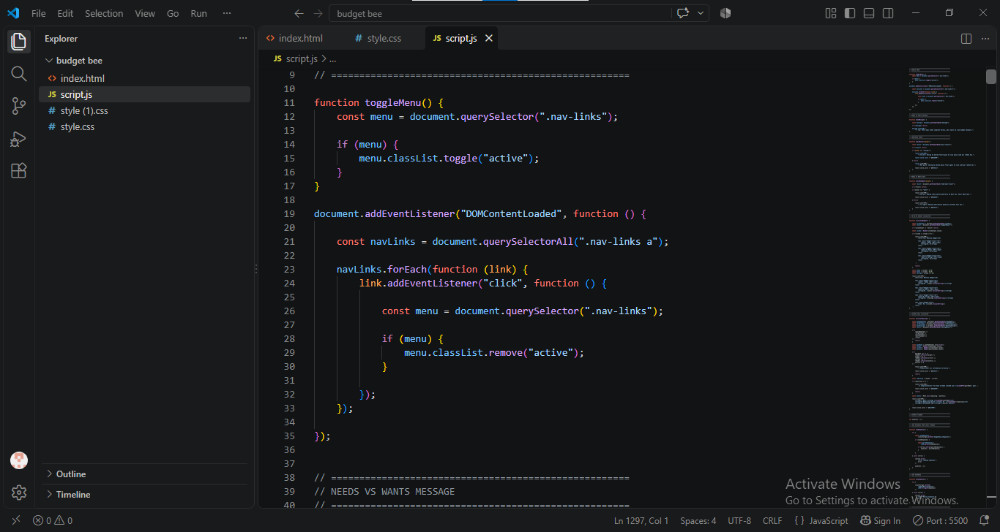 File Edit Selection View Go Run ···
budget bee
Explorer ···
budget bee
<> index.html
JS script.js
# style (1).css
# style.css
Outline
Timeline
<> index.html # style.css JS script.js
JS script.js > ...
9 // =====================================================
10
11 function toggleMenu() {
12 const menu = document.querySelector(".nav-links");
13
14 if (menu) {
15 menu.classList.toggle("active");
16 }
17 }
18
19 document.addEventListener("DOMContentLoaded", function () {
20
21 const navLinks = document.querySelectorAll(".nav-links a");
22
23 navLinks.forEach(function (link) {
24 link.addEventListener("click", function () {
25
26 const menu = document.querySelector(".nav-links");
27
28 if (menu) {
29 menu.classList.remove("active");
30 }
31
32 });
33 });
34
35 });
36
37
38 // =====================================================
39 // NEEDS VS WANTS MESSAGE
40 // =====================================================
Activate Windows
Go to Settings to activate Windows.
0 0 Ln 1297, Col 1 Spaces: 4 UTF-8 CRLF { } JavaScript Sign In Port : 5500